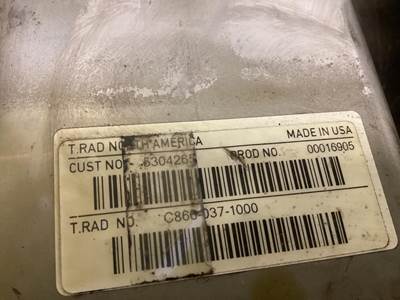 T.RAD NORTH AMERICA MADE IN USA
CUST NO. 6304265 PROD NO. 00016905
T.RAD NO. C860-037-1000